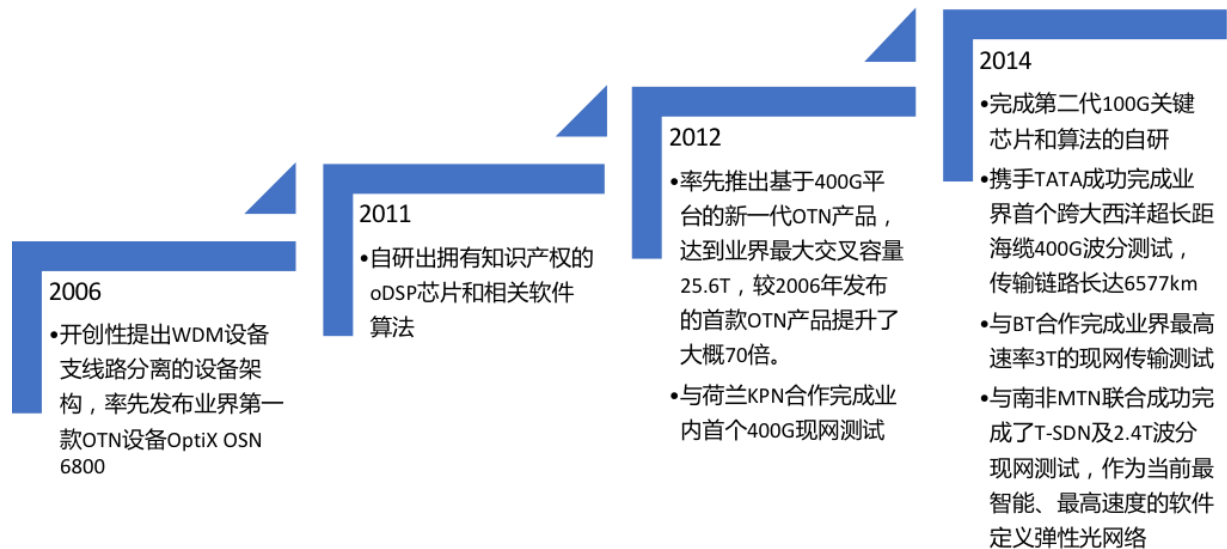 2006
•开创性提出WDM设备
支线路分离的设备架
构，率先发布业界第一
款OTN设备OptiX OSN
6800
2011
•自研出拥有知识产权的
oDSP芯片和相关软件
算法
2012
•率先推出基于400G平
台的新一代OTN产品，
达到业界最大交叉容量
25.6T，较2006年发布
的首款OTN产品提升了
大概70倍。
•与荷兰KPN合作完成业
内首个400G现网测试
2014
•完成第二代100G关键
芯片和算法的自研
•携手TATA成功完成业
界首个跨大西洋超长距
海缆400G波分测试，
传输链路长达6577km
•与BT合作完成业界最高
速率3T的现网传输测试
•与南非MTN联合成功完
成了T-SDN及2.4T波分
现网测试，作为当前最
智能、最高速度的软件
定义弹性光网络